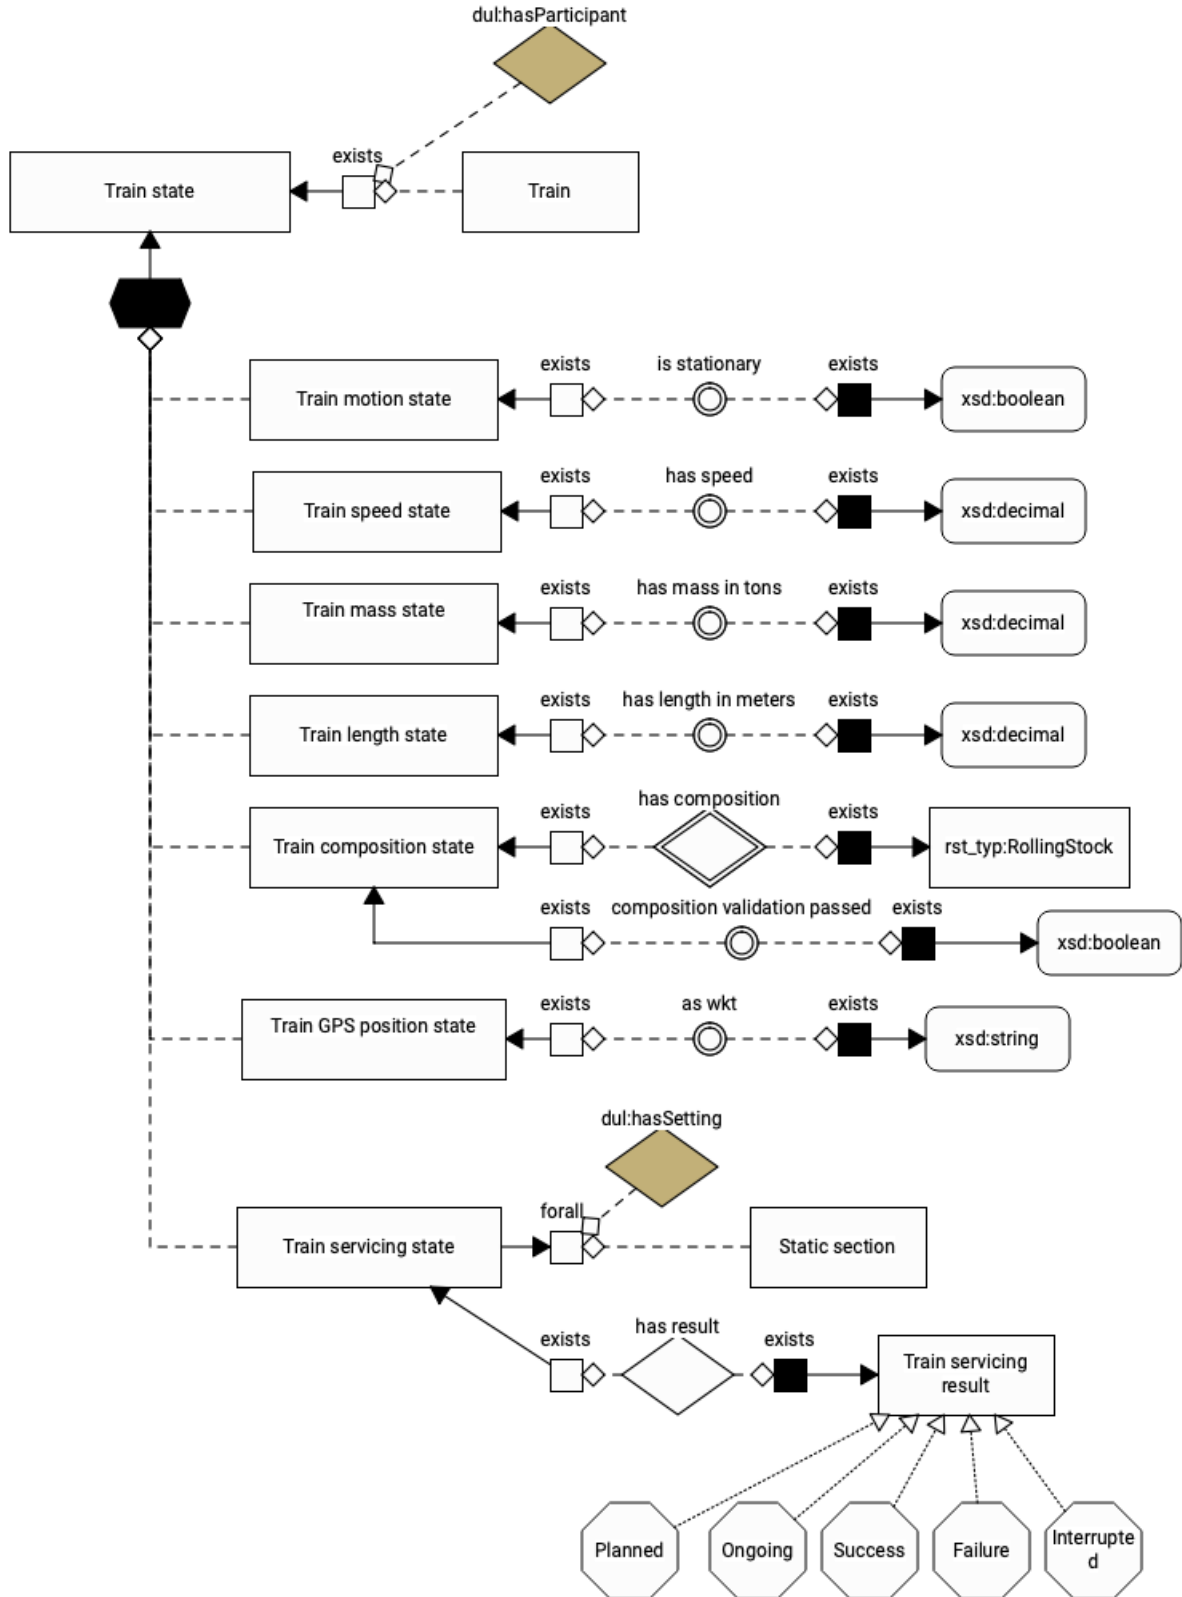 dul:hasParticipant
exists
Train state
Train
exists
is stationary
exists
Train motion state
xsd:boolean
exists
has speed
exists
Train speed state
xsd:decimal
exists
has mass in tons
exists
Train mass state
xsd:decimal
exists
has length in meters
exists
Train length state
xsd:decimal
has composition
exists
exists
Train composition state
rst_typ:RollingStock
exists
composition validation passed
exists
xsd:boolean
exists
as wkt
exists
Train GPS position state
xsd:string
dul:hasSetting
forall
Train servicing state
Static section
has result
exists
exists
Train servicing
result
Planned
Ongoing
Success
Failure
Interrupte
d